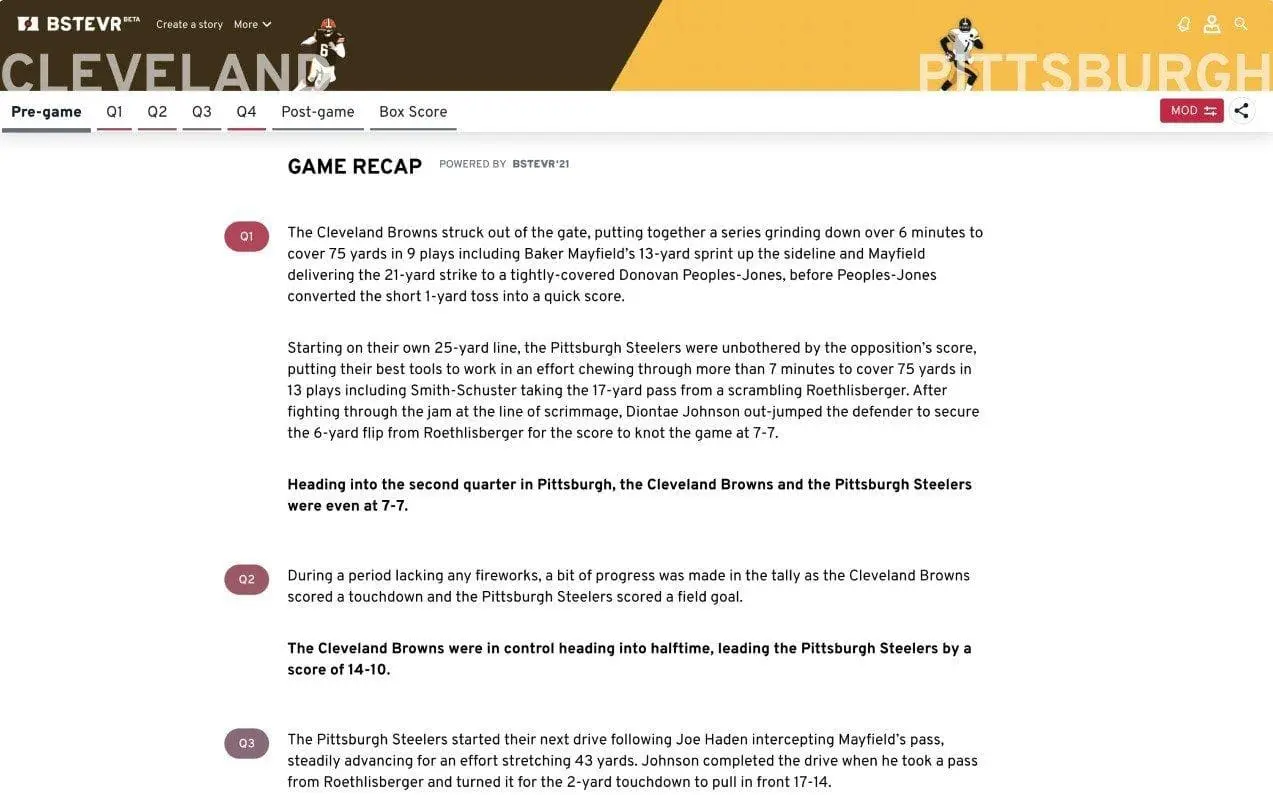 BSTEVR BETA Create a story More
6 7
CLEVELAND PITTSBURGH
Pre-game Q1 Q2 Q3 Q4 Post-game Box Score MOD
GAME RECAP POWERED BY BSTEVR'21
Q1 The Cleveland Browns struck out of the gate, putting together a series grinding down over 6 minutes to
cover 75 yards in 9 plays including Baker Mayfield’s 13-yard sprint up the sideline and Mayfield
delivering the 21-yard strike to a tightly-covered Donovan Peoples-Jones, before Peoples-Jones
converted the short 1-yard toss into a quick score.
Starting on their own 25-yard line, the Pittsburgh Steelers were unbothered by the opposition’s score,
putting their best tools to work in an effort chewing through more than 7 minutes to cover 75 yards in
13 plays including Smith-Schuster taking the 17-yard pass from a scrambling Roethlisberger. After
fighting through the jam at the line of scrimmage, Diontae Johnson out-jumped the defender to secure
the 6-yard flip from Roethlisberger for the score to knot the game at 7-7.
Heading into the second quarter in Pittsburgh, the Cleveland Browns and the Pittsburgh Steelers
were even at 7-7.
Q2 During a period lacking any fireworks, a bit of progress was made in the tally as the Cleveland Browns
scored a touchdown and the Pittsburgh Steelers scored a field goal.
The Cleveland Browns were in control heading into halftime, leading the Pittsburgh Steelers by a
score of 14-10.
Q3 The Pittsburgh Steelers started their next drive following Joe Haden intercepting Mayfield’s pass,
steadily advancing for an effort stretching 43 yards. Johnson completed the drive when he took a pass
from Roethlisberger and turned it for the 2-yard touchdown to pull in front 17-14.